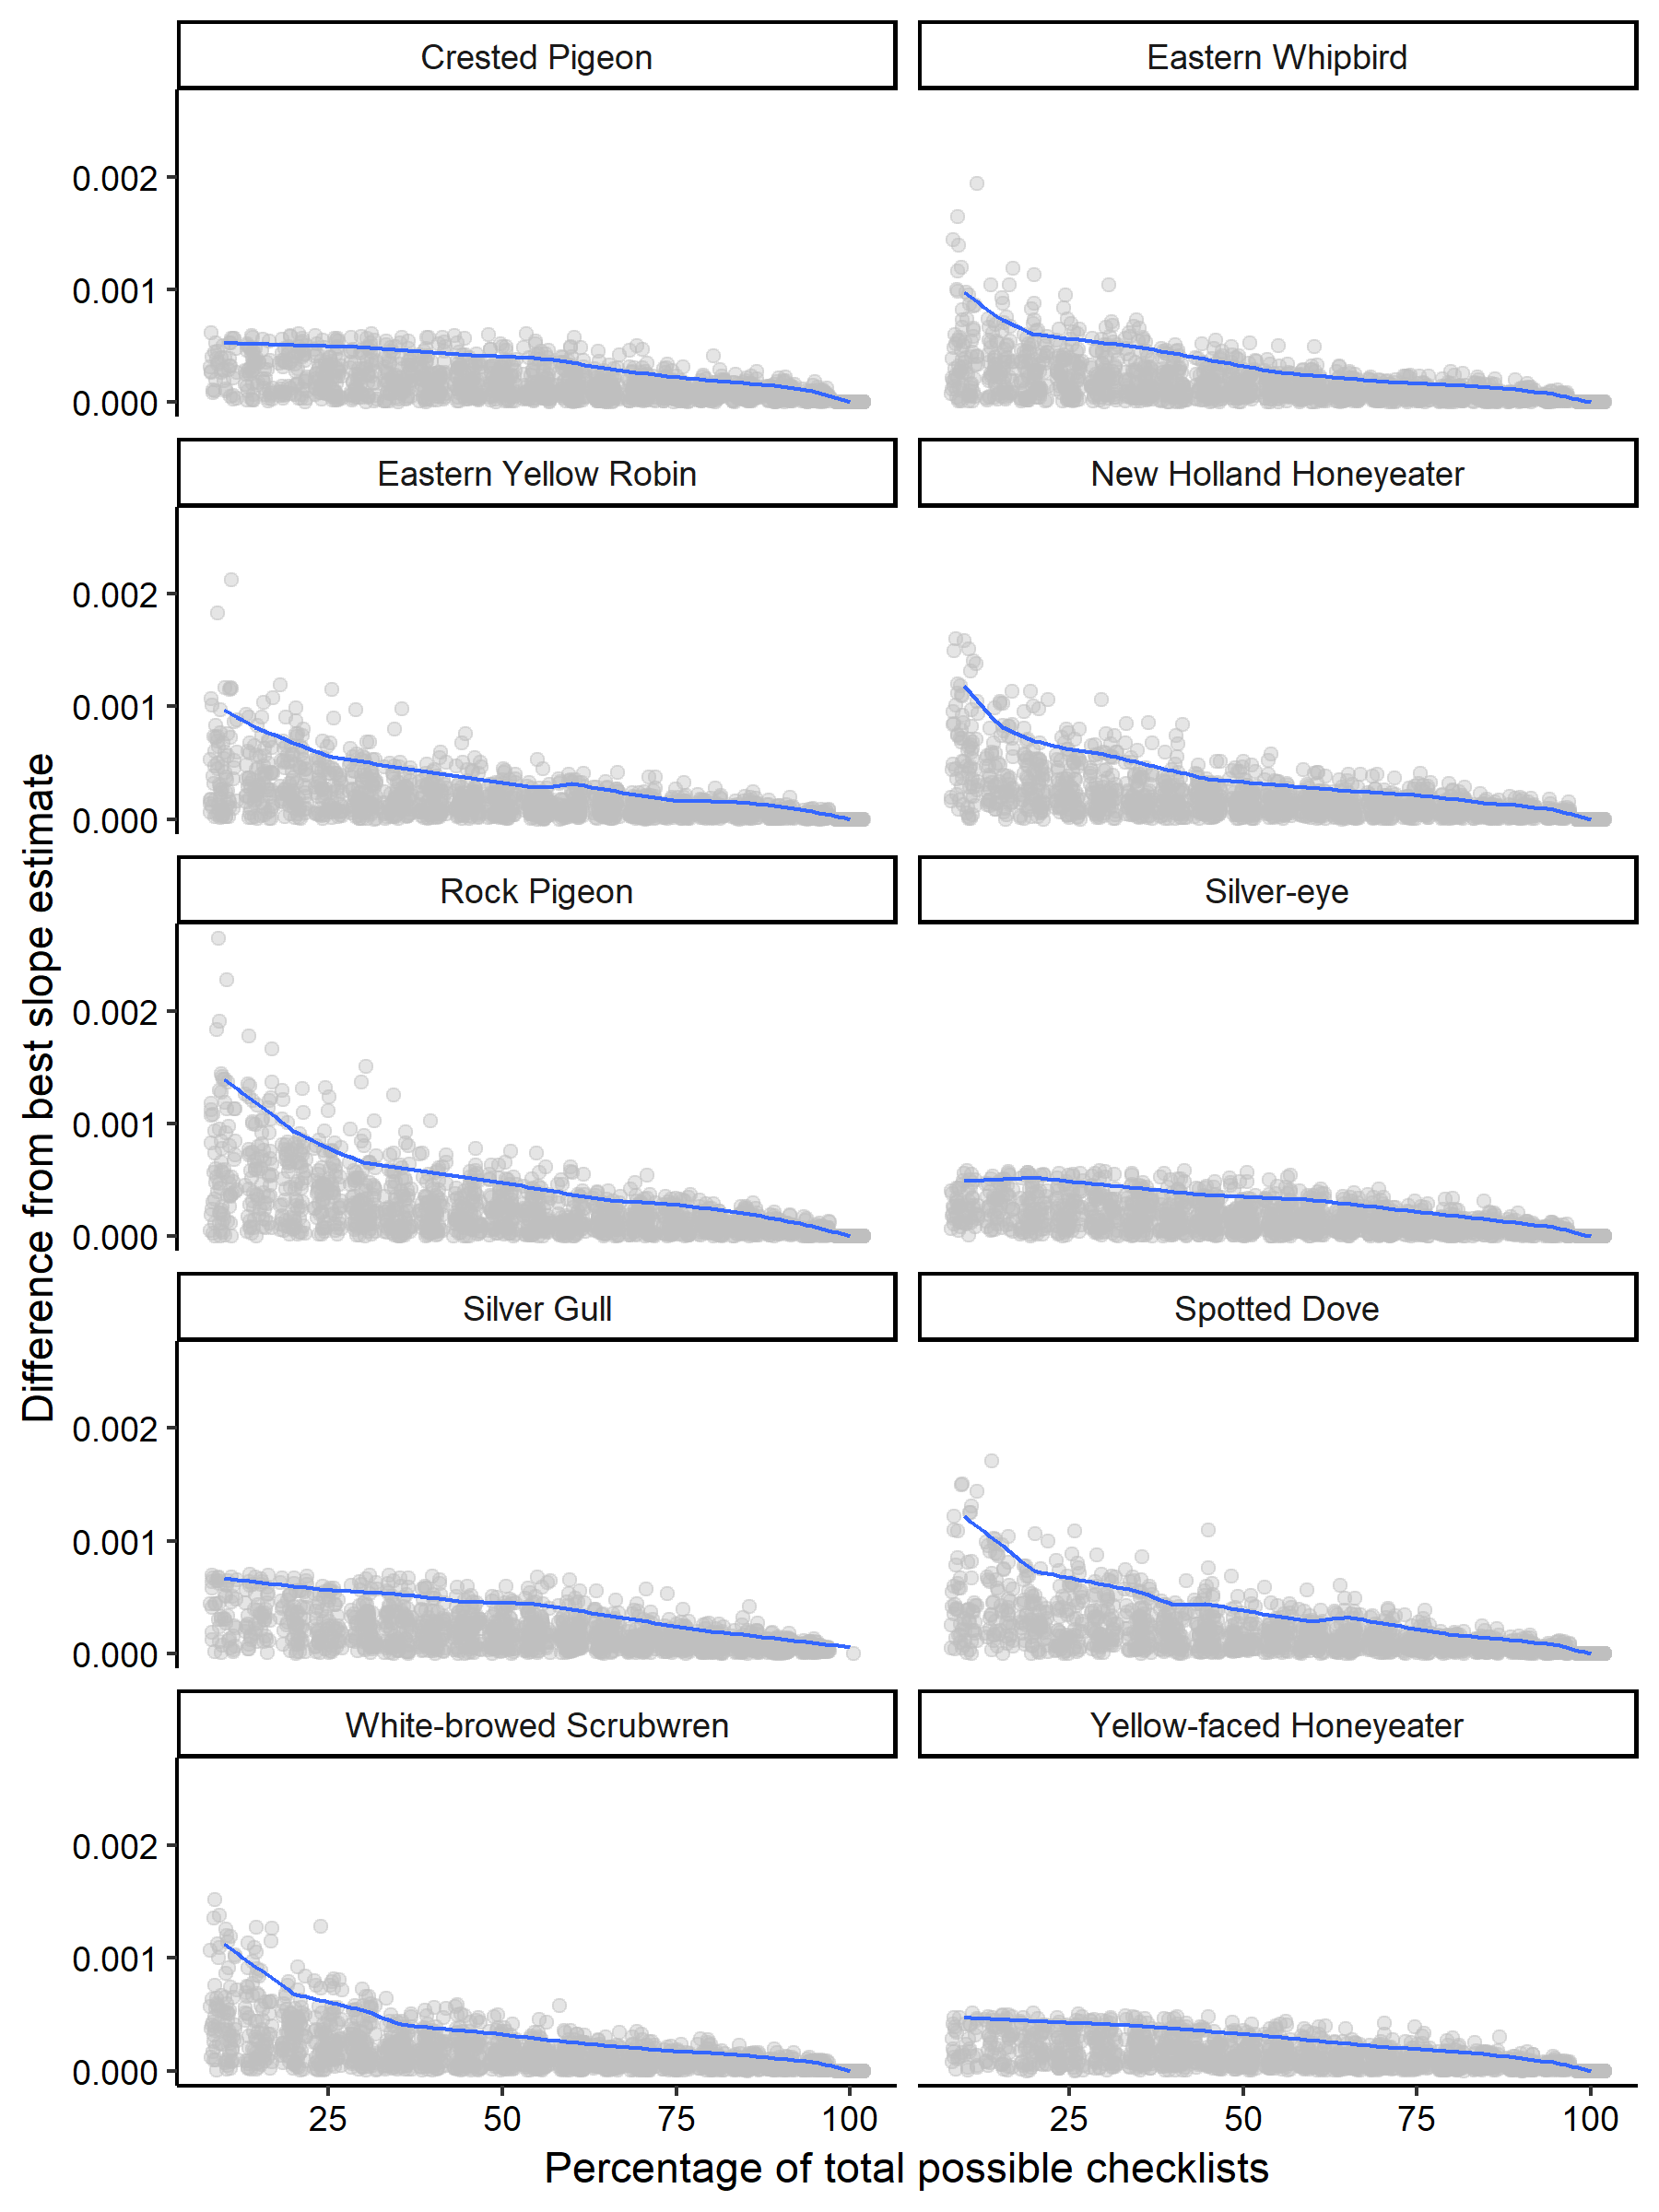 Crested Pigeon
Eastern Whipbird
0.002
0.001
0.000
Eastern Yellow Robin
New Holland Honeyeater
0.002
0.001
0.000
Rock Pigeon
Silver-eye
0.002
0.001
0.000
Silver Gull
Spotted Dove
0.002
0.001
0.000
White-browed Scrubwren
Yellow-faced Honeyeater
0.002
0.001
0.000
25 50 75 100
25 50 75 100
Percentage of total possible checklists
Difference from best slope estimate